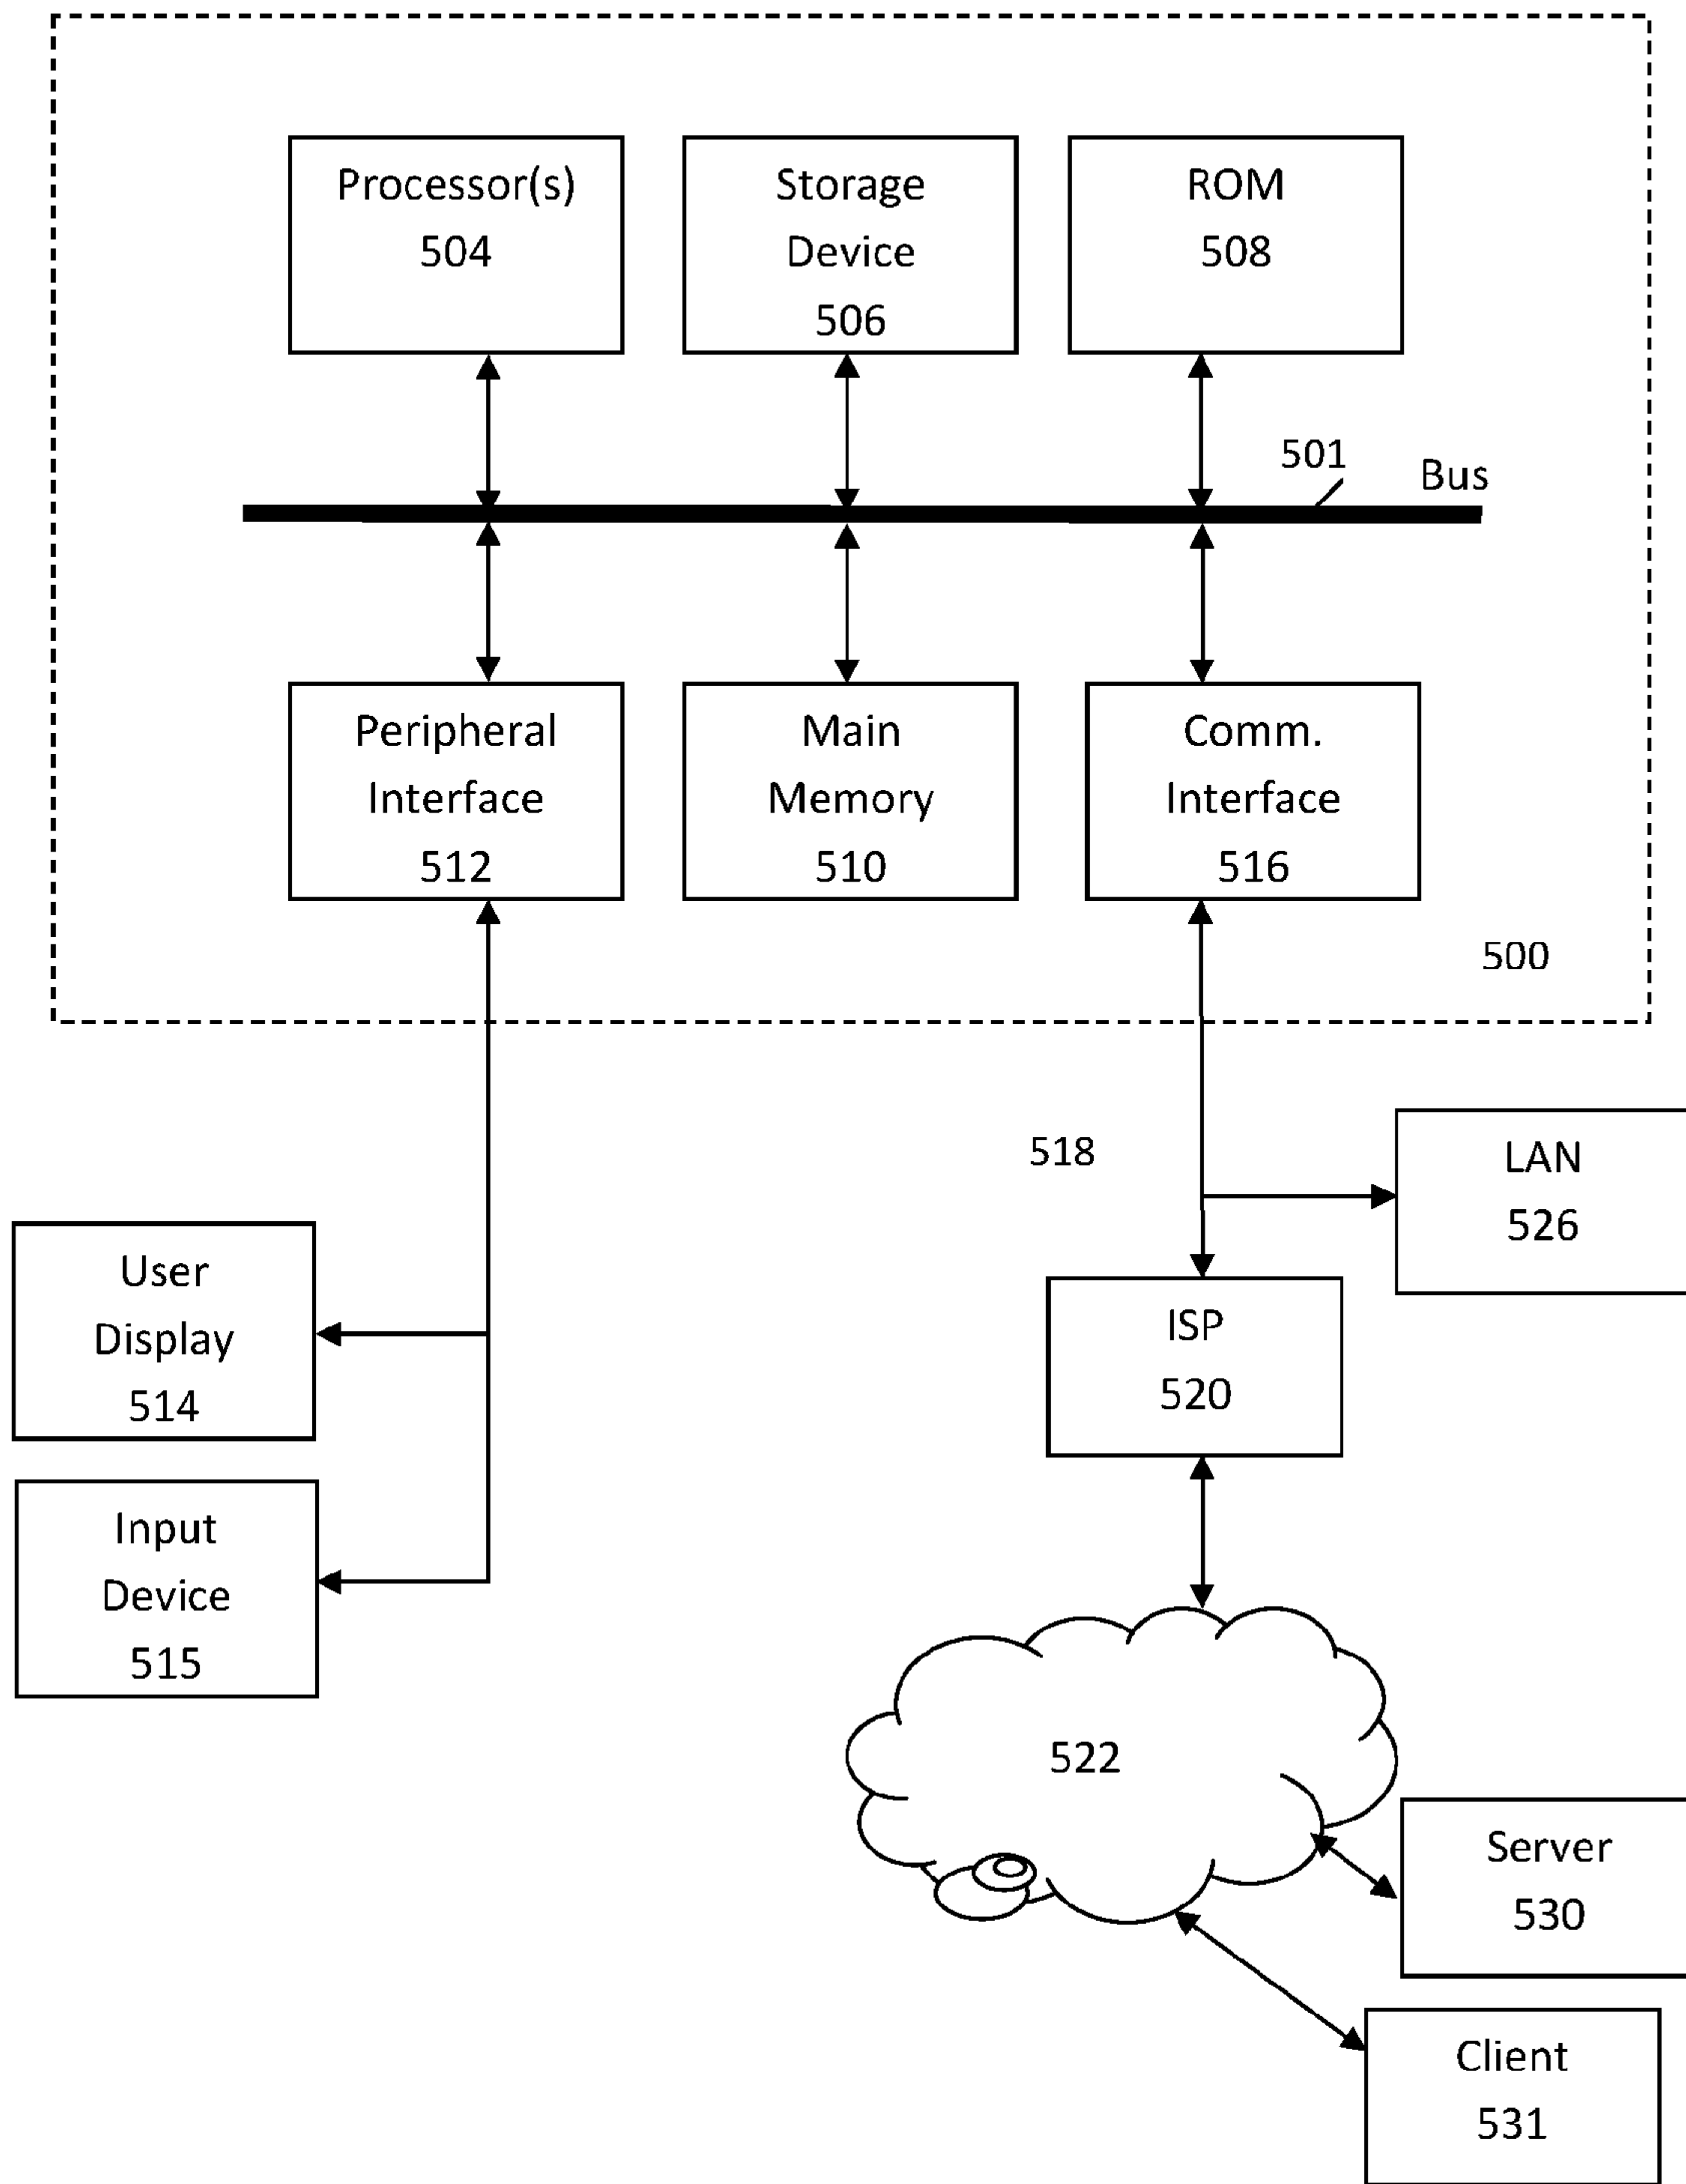 Processor(s)
504
Storage
Device
506
ROM
508
501
Bus
Peripheral
Interface
512
Main
Memory
510
Comm.
Interface
516
500
518
LAN
526
User
Display
514
ISP
520
Input
Device
515
522
Server
530
Client
531